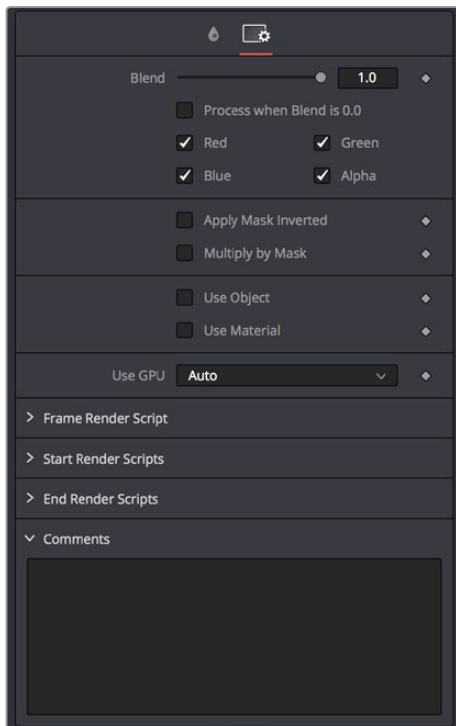 Blend 1.0
Process when Blend is 0.0
Red Green
Blue Alpha
Apply Mask Inverted
Multiply by Mask
Use Object
Use Material
Use GPU Auto
Frame Render Script
Start Render Scripts
End Render Scripts
Comments